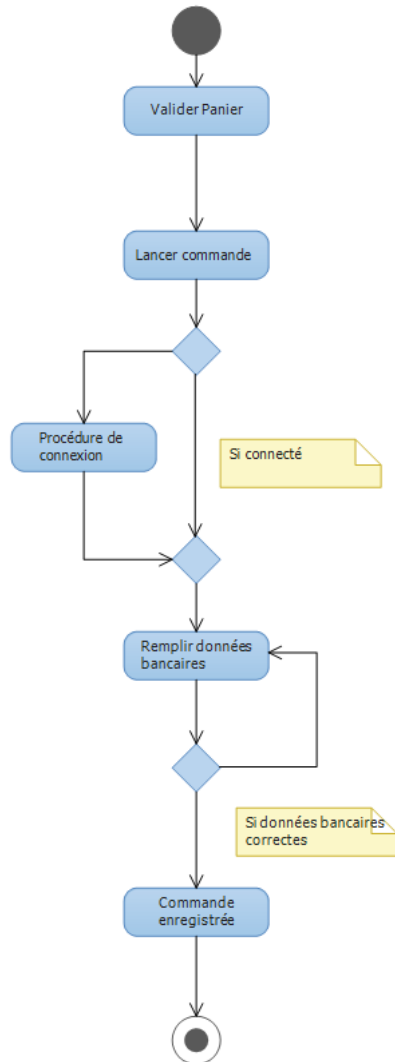 Valider Panier
Lancer commande
Procédure de
connexion
Si connecté
Remplir données
bancaires
Si données bancaires
correctes
Commande
enregistrée